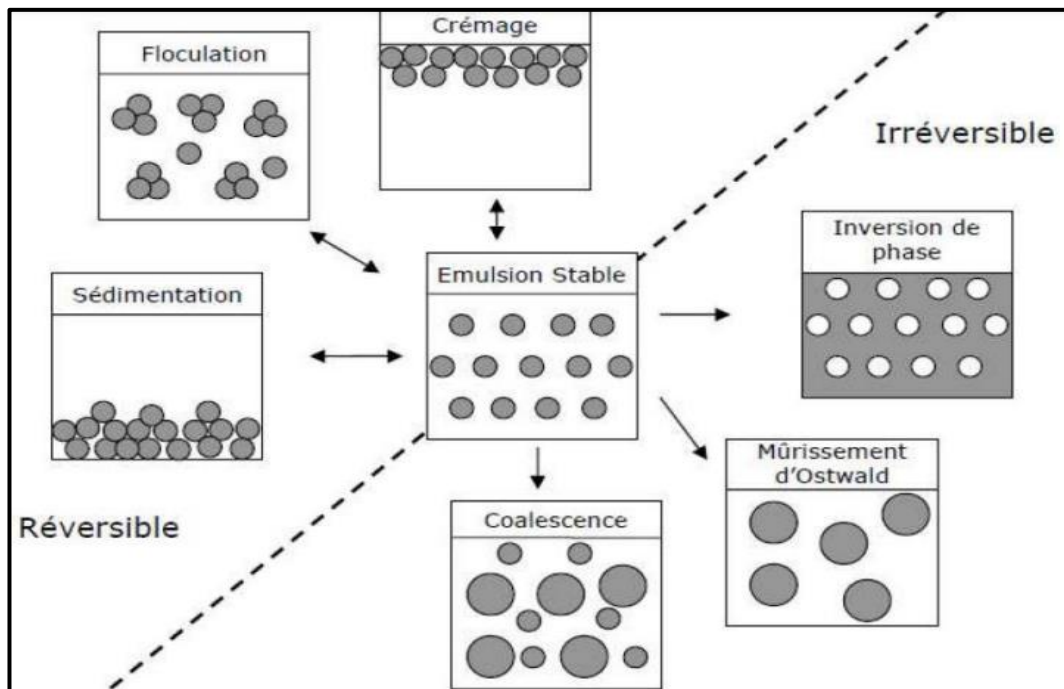 Crémage
Floculation
Irréversible
Inversion de
phase
Emulsion Stable
Sédimentation
Mûrissement
d'Ostwald
Coalescence
Réversible